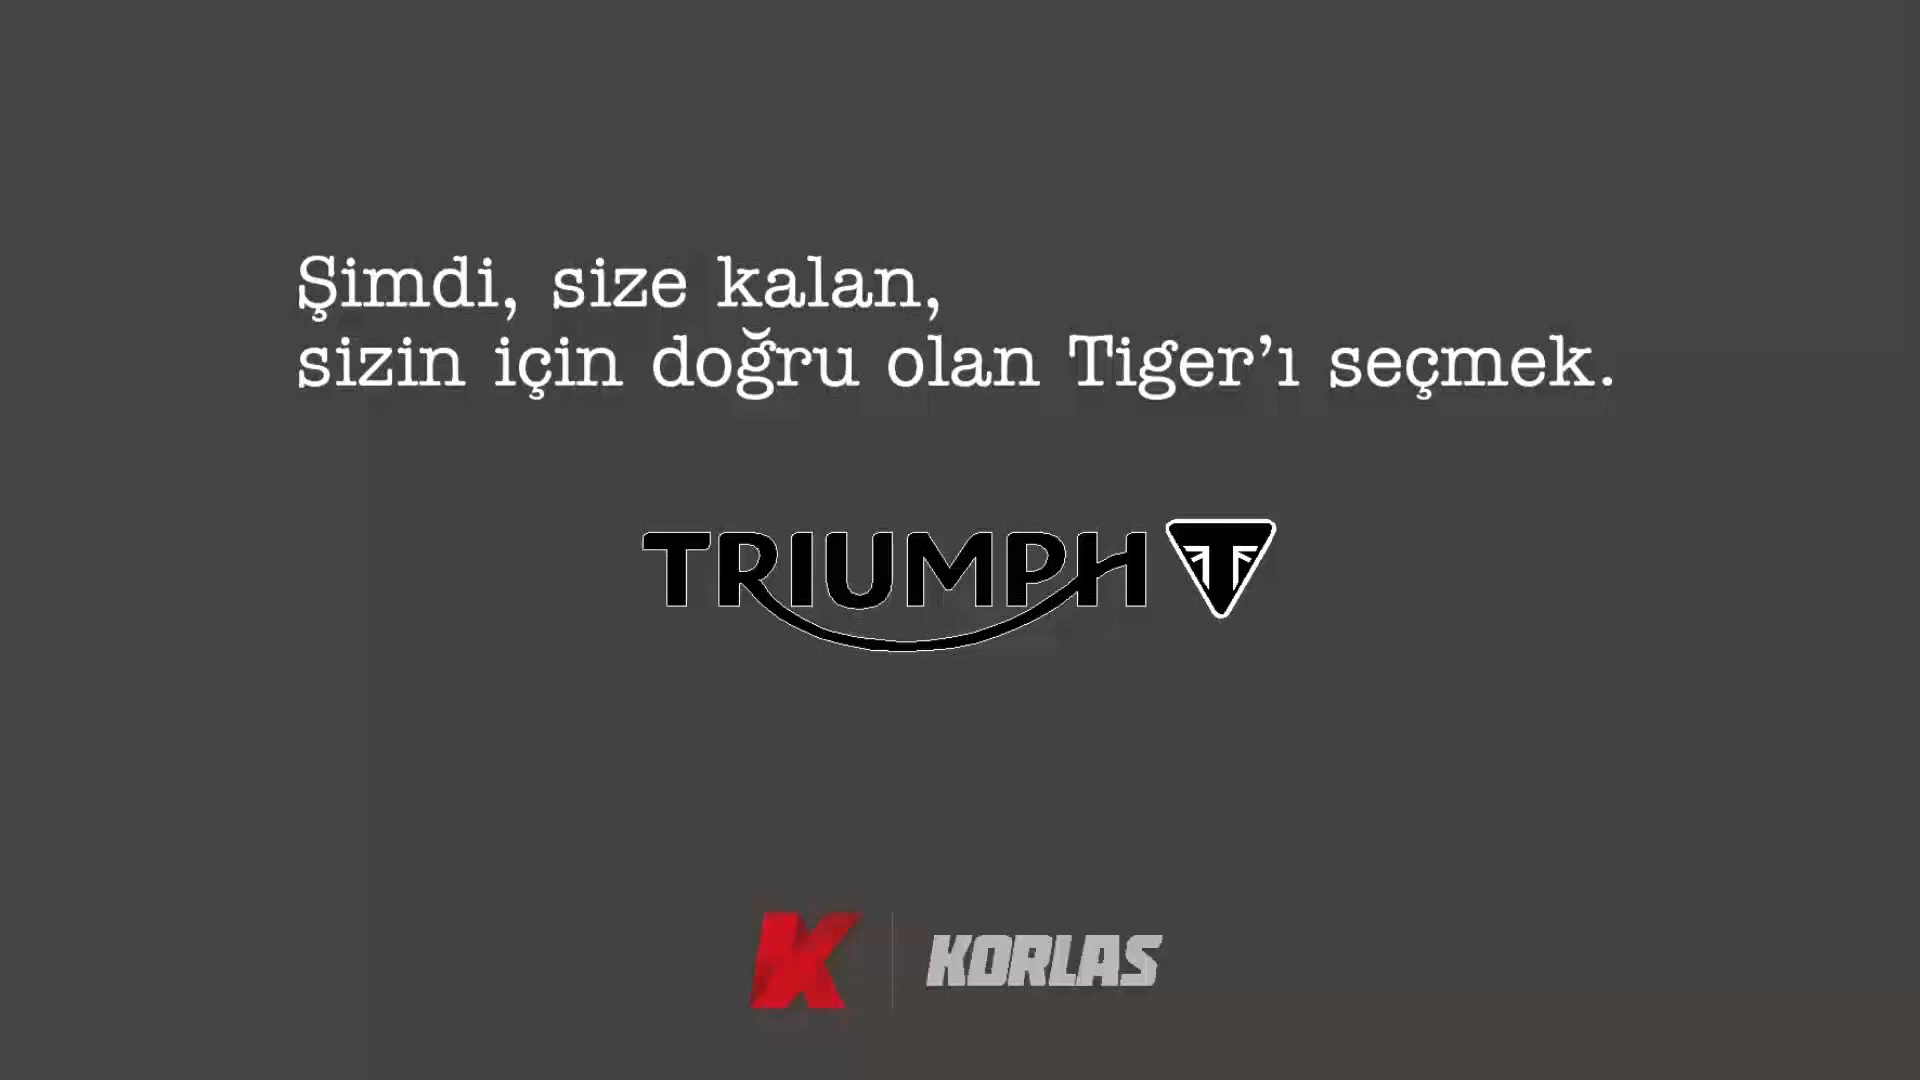 Şimdi, size kalan,
sizin için doğru olan Tiger’ı seçmek.
TRIUMPH T
K KORLAS